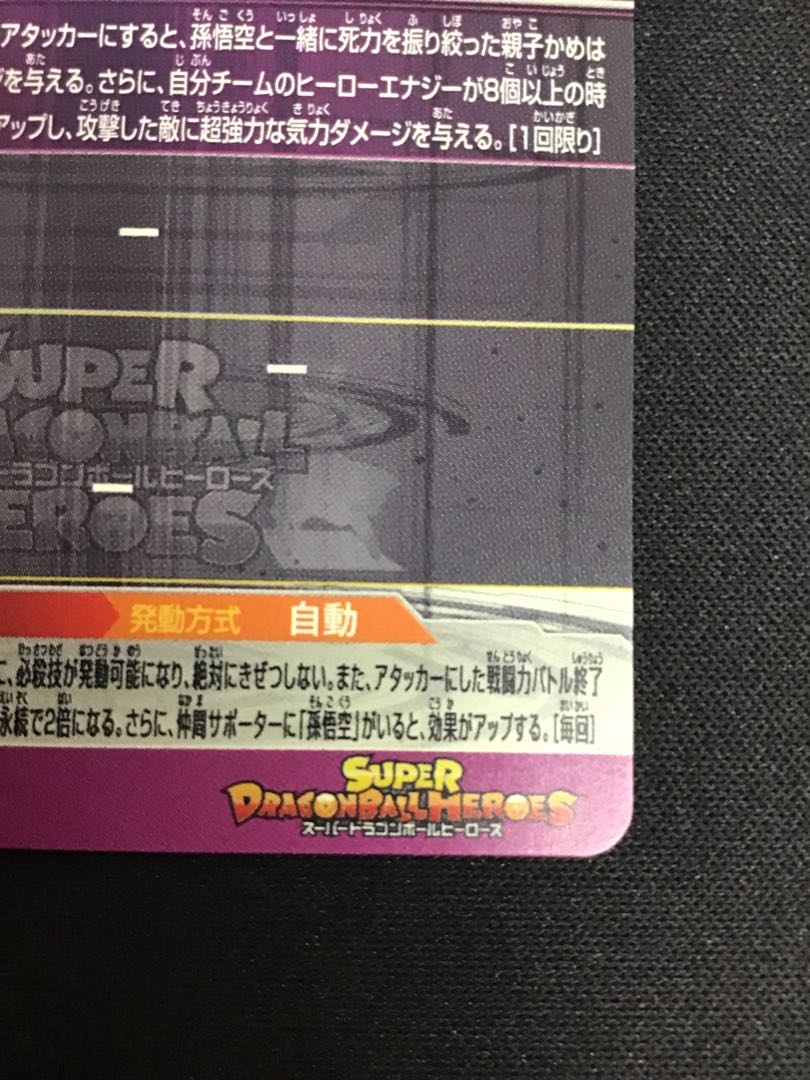 アタッカーにすると、孫悟空と一緒に死力を振り絞った親子かめは
を与える。さらに、自分チームのヒーローエナジーが8個以上の時
アップし、攻撃した敵に超強力な気力ダメージを与える。[1回限り]
SUPER
DRAGON BALL
ドラゴンボールヒーローズ
HEROES
発動方式 自動
に、必殺技が発動可能になり、絶対にきぜつしない。また、アタッカーにした戦闘力バトル終了
永続で2倍になる。さらに、仲間サポーターに「孫悟空」がいると、効果がアップする。[毎回]
SUPER
DRAGONBALL HEROES
スーパードラゴンボールヒーローズ